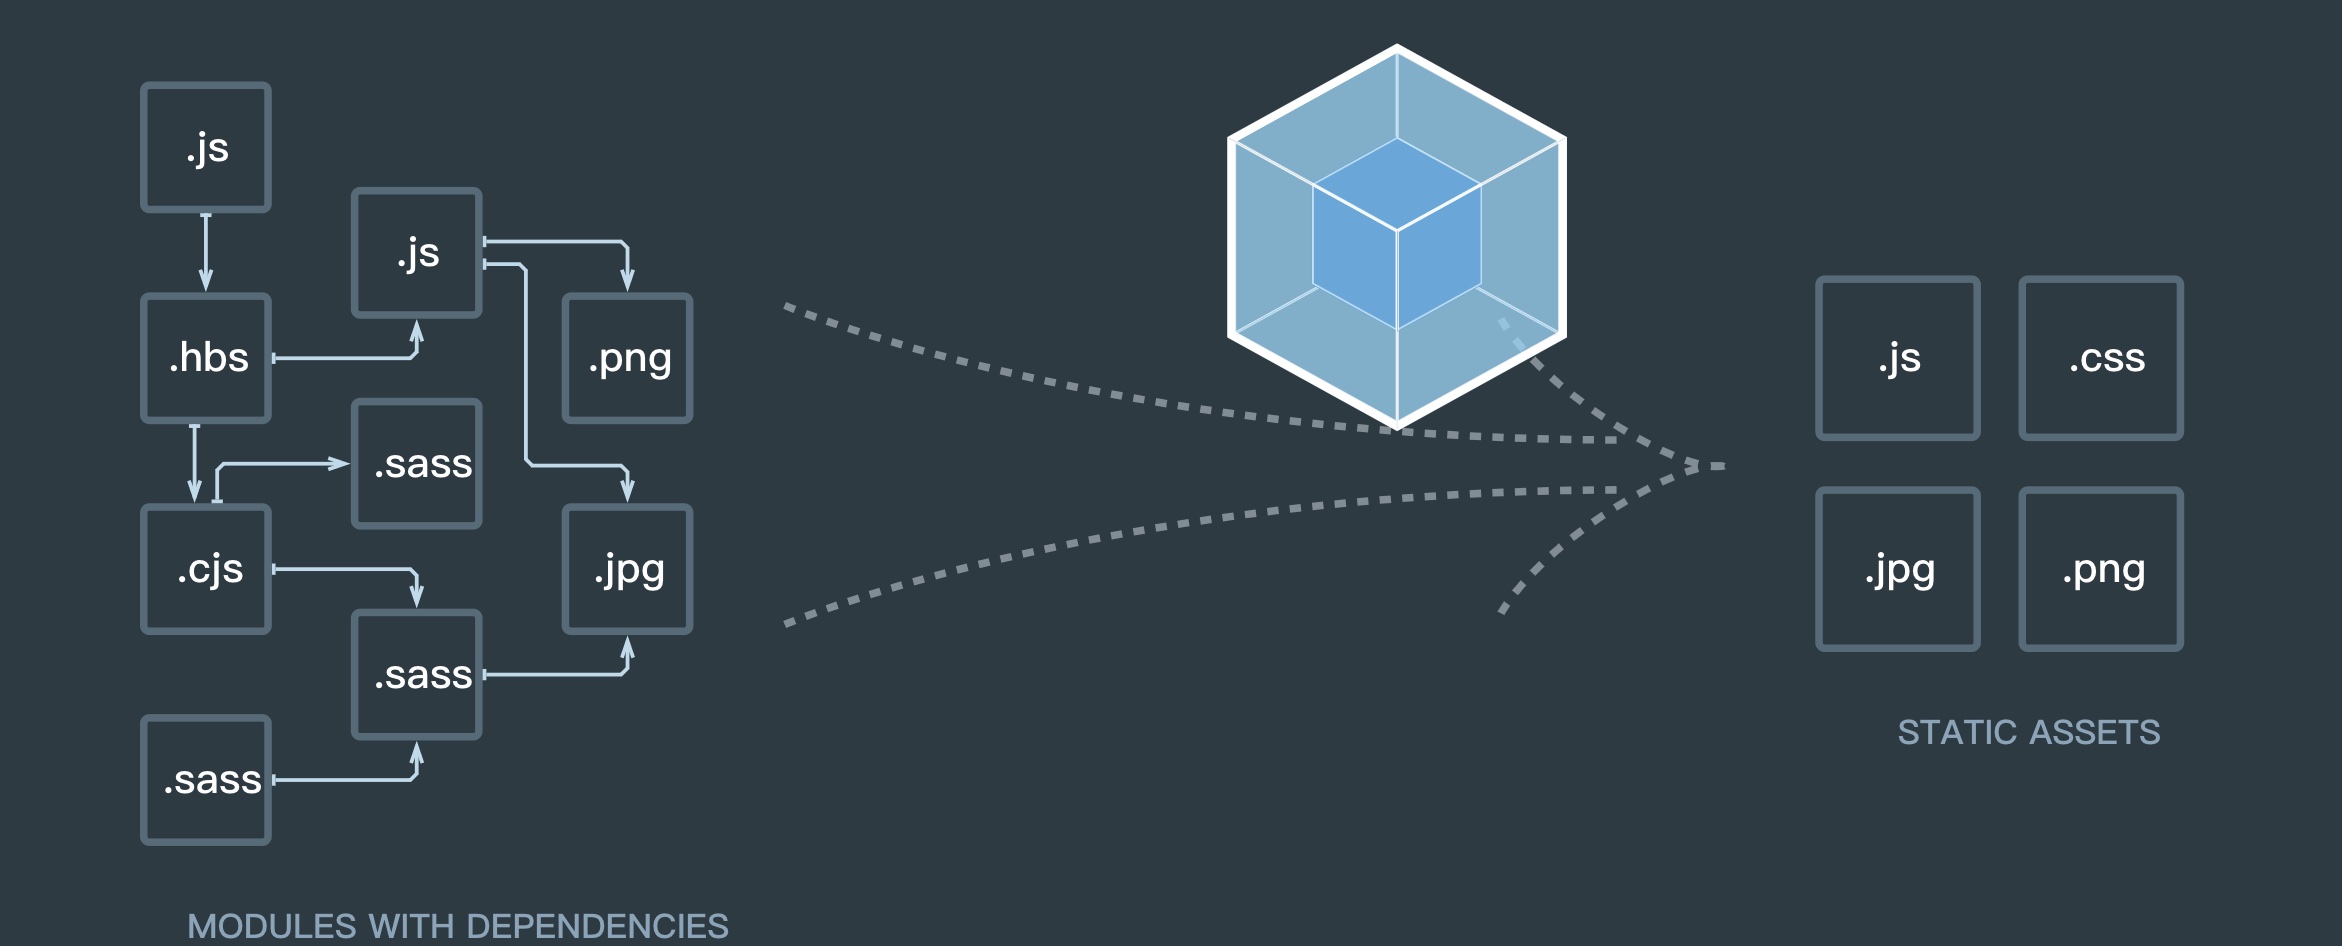 .js
.js
.hbs
.png
.sass
.cjs
.jpg
.sass
.sass
MODULES WITH DEPENDENCIES
.js
.css
.jpg
.png
STATIC ASSETS